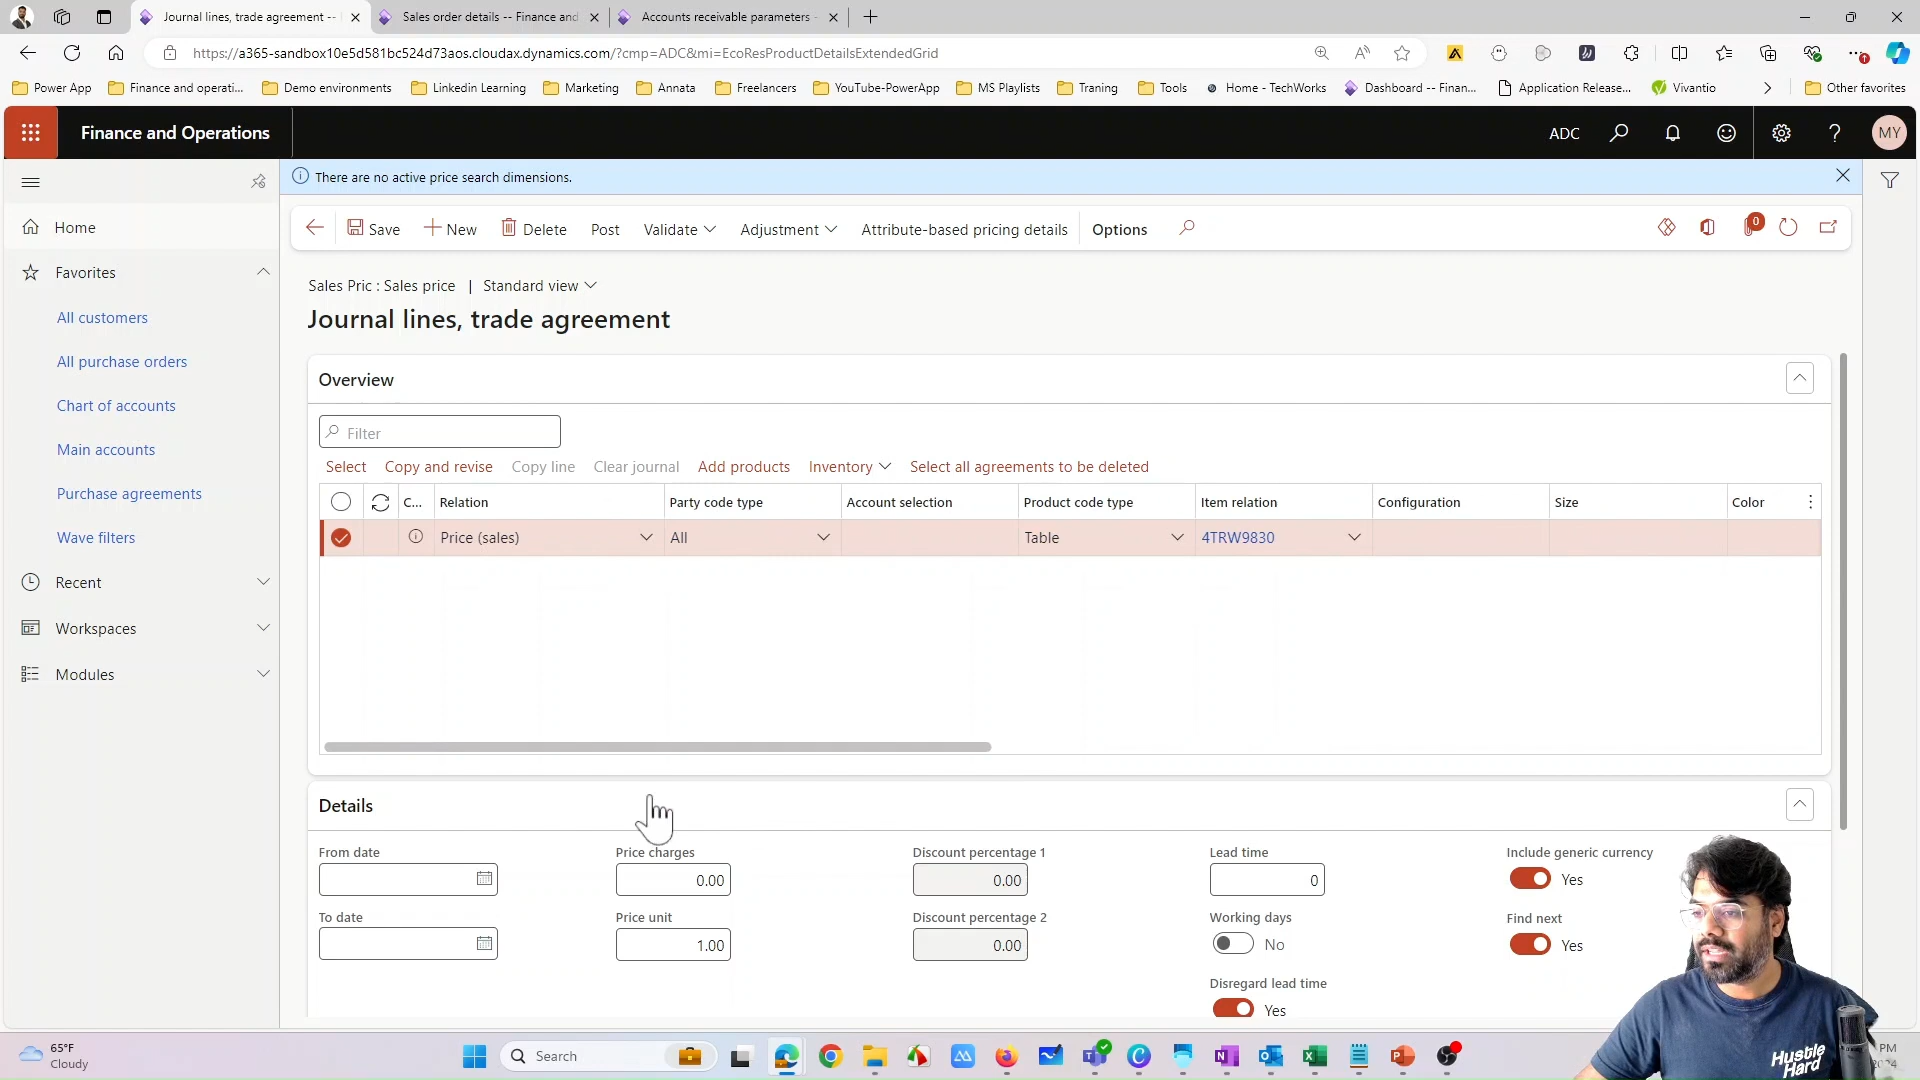 Journal lines, trade agreement --
Sales order details -- Finance and
Accounts receivable parameters -
https://a365-sandbox10e5d581bc524d73aos.cloudax.dynamics.com/?cmp=ADC&mi=EcoResProductDetailsExtendedGrid
Power App
Finance and operati...
Demo environments
Linkedin Learning
Marketing
Annata
Freelancers
YouTube-PowerApp
MS Playlists
Traning
Tools
Home - TechWorks
Dashboard -- Finan...
Application Release...
Vivantio
Other favorites
Finance and Operations
ADC
MY
There are no active price search dimensions.
Home
Favorites
All customers
All purchase orders
Chart of accounts
Main accounts
Purchase agreements
Wave filters
Recent
Workspaces
Modules
Save
New
Delete
Post
Validate
Adjustment
Attribute-based pricing details
Options
0
Sales Pric : Sales price | Standard view
Journal lines, trade agreement
Overview
Filter
Select
Copy and revise
Copy line
Clear journal
Add products
Inventory
Select all agreements to be deleted
C...
Relation
Party code type
Account selection
Product code type
Item relation
Configuration
Size
Color
Price (sales)
All
Table
4TRW9830
Details
From date
To date
Price charges
0.00
Price unit
1.00
Discount percentage 1
0.00
Discount percentage 2
0.00
Lead time
0
Working days
No
Disregard lead time
Yes
Include generic currency
Yes
Find next
Yes
65°F
Cloudy
Search
Hustle
Hard
PM